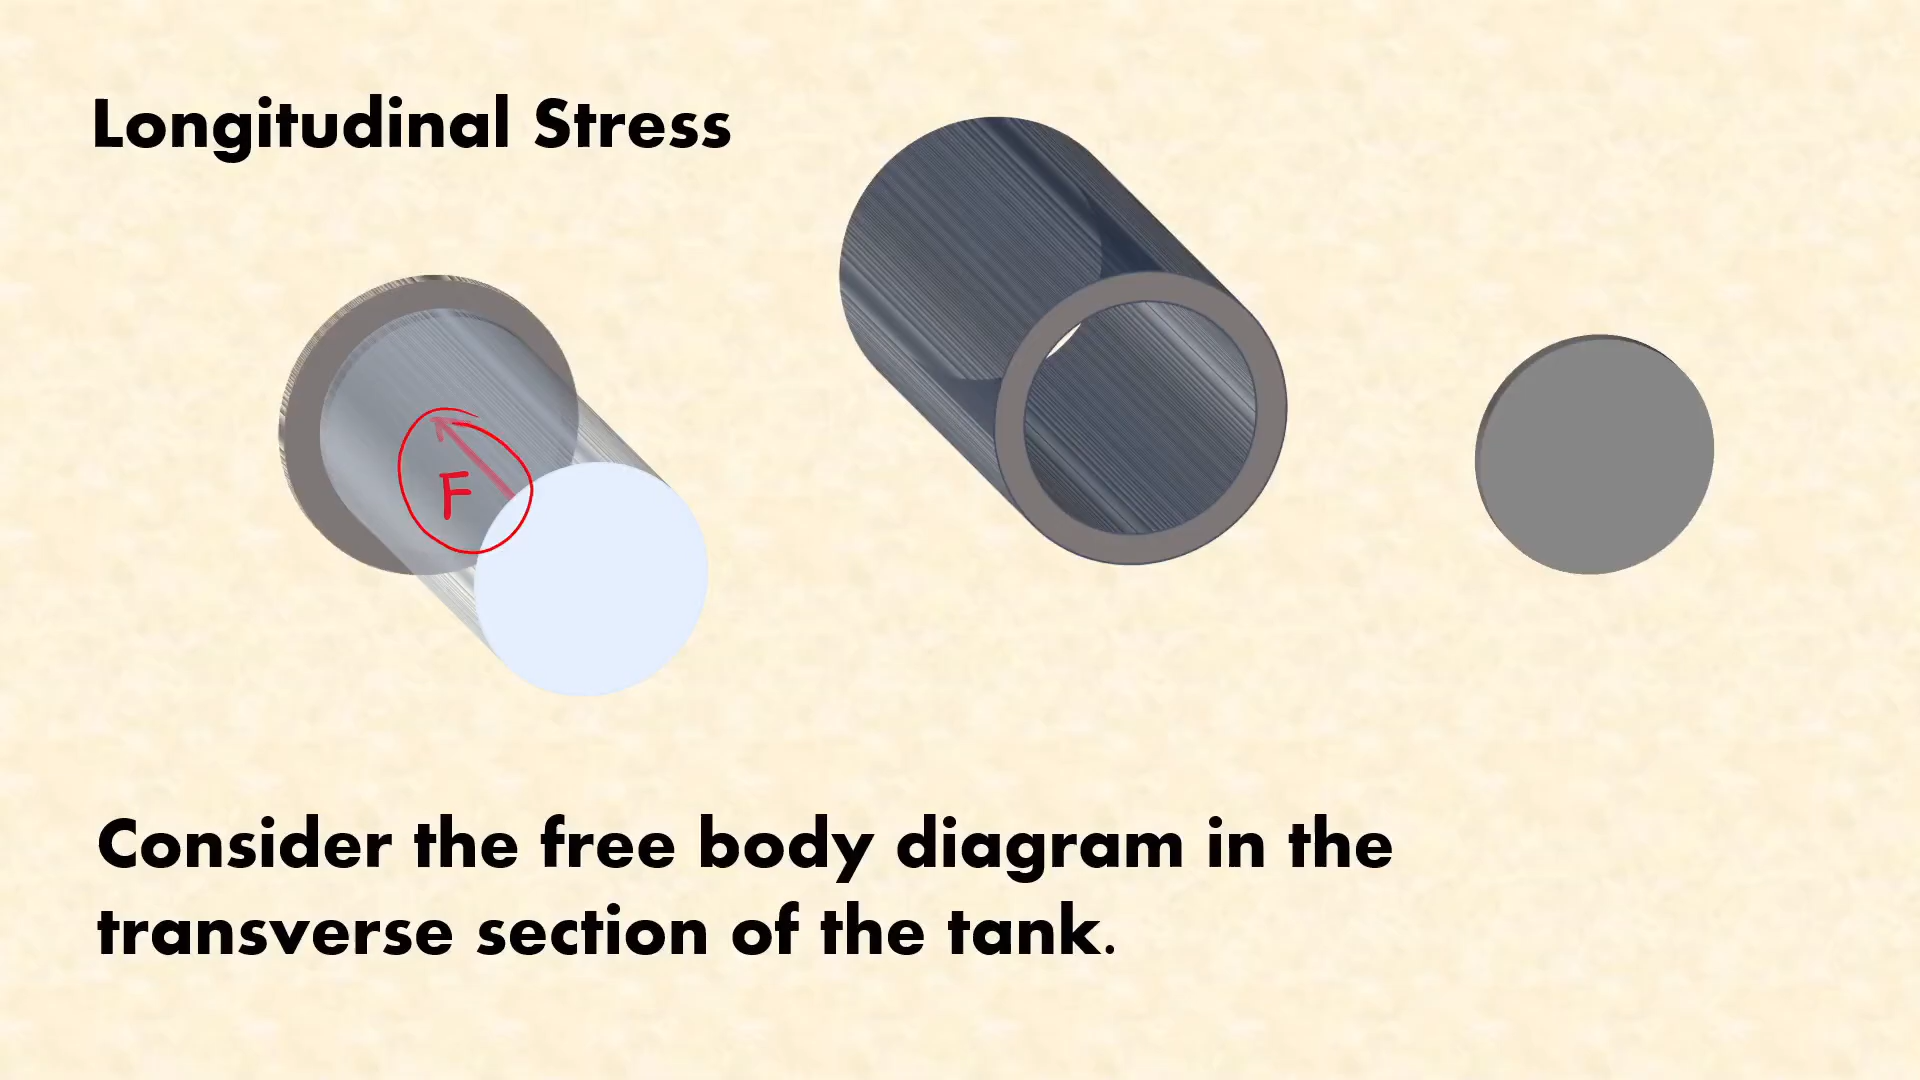 Longitudinal Stress
F
Consider the free body diagram in the
transverse section of the tank.